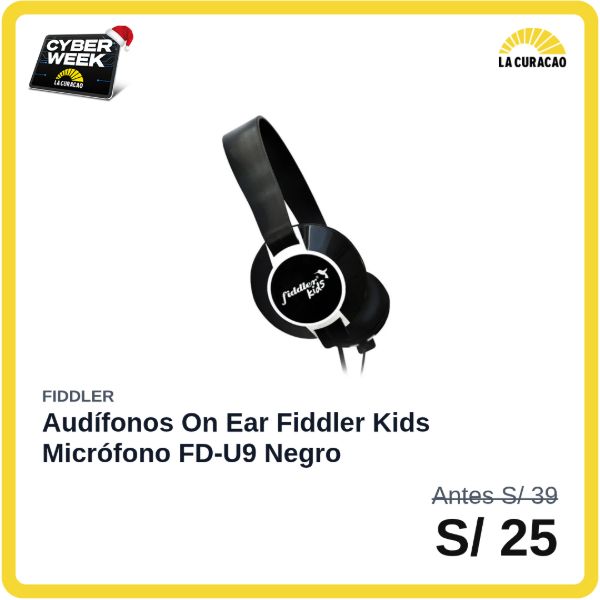 CYBER
WEEK
LA CURACAO
LA CURACAO
fiddler
kids
FIDDLER
Audífonos On Ear Fiddler Kids
Micrófono FD-U9 Negro
Antes S/ 39
S/ 25